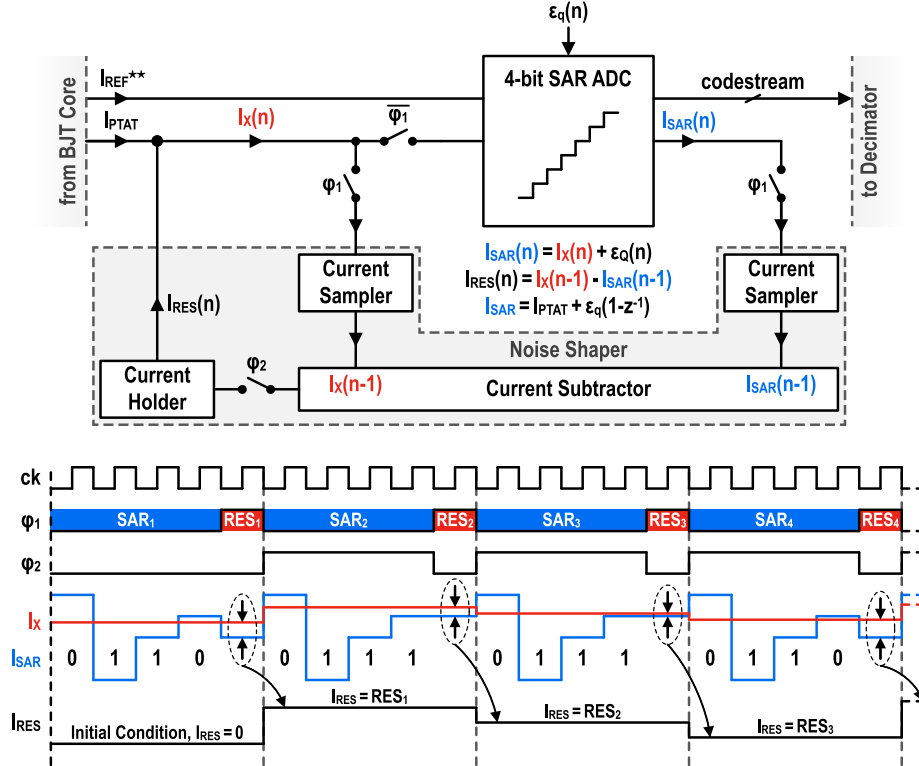 εq(n)
from BJT Core
IREF**
IPTAT
IX(n)
φ1
4-bit SAR ADC
codestream
ISAR(n)
to Decimator
φ1
φ1
ISAR(n) = IX(n) + εQ(n)
IRES(n) = IX(n-1) - ISAR(n-1)
ISAR = IPTAT + εq(1-z-1)
Current Sampler
Current Sampler
IRES(n)
Noise Shaper
Current Holder
φ2
IX(n-1)
Current Subtractor
ISAR(n-1)
ck
φ1
SAR1
RES1
SAR2
RES2
SAR3
RES3
SAR4
RES4
φ2
IX
ISAR
0 1 1 0
0 1 1 1
0 1 1 1
0 1 1 0
IRES
Initial Condition, IRES = 0
IRES = RES1
IRES = RES2
IRES = RES3